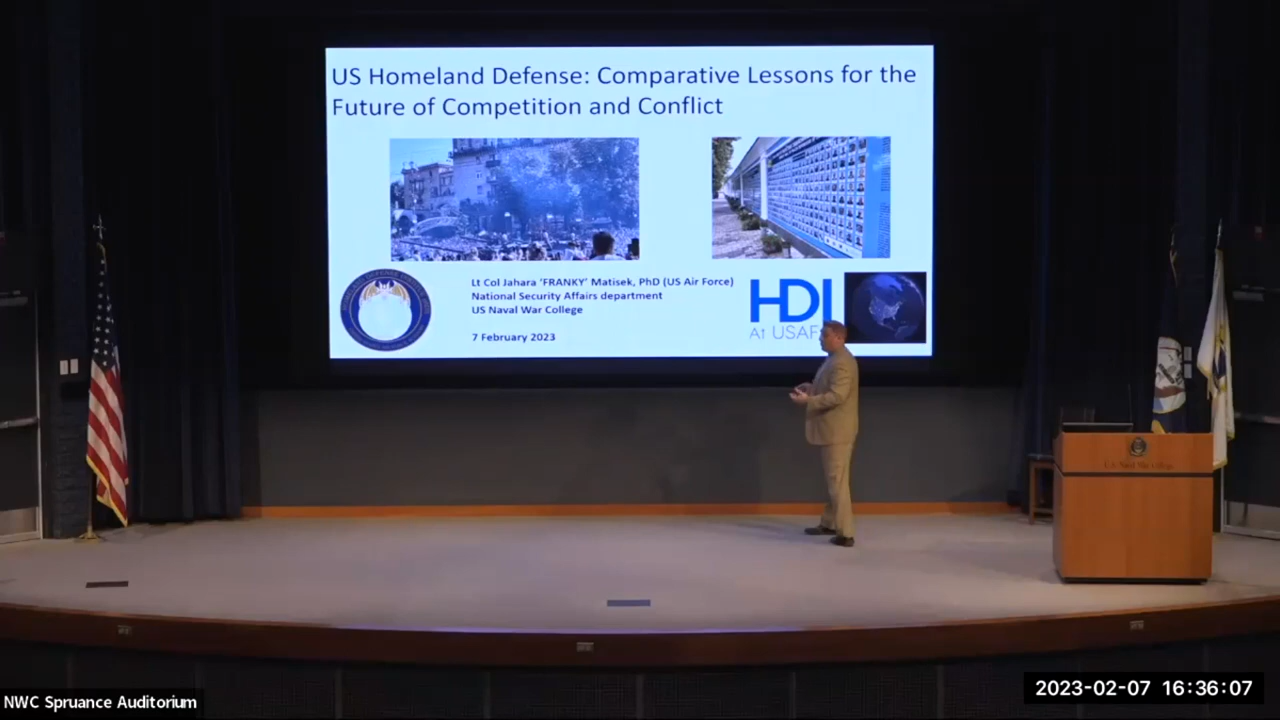 US Homeland Defense: Comparative Lessons for the
Future of Competition and Conflict
Lt Col Jahara ‘FRANKY’ Matisek, PhD (US Air Force)
National Security Affairs department
US Naval War College
7 February 2023
HDI
At USAF
NWC Spruance Auditorium
2023-02-07 16:36:07